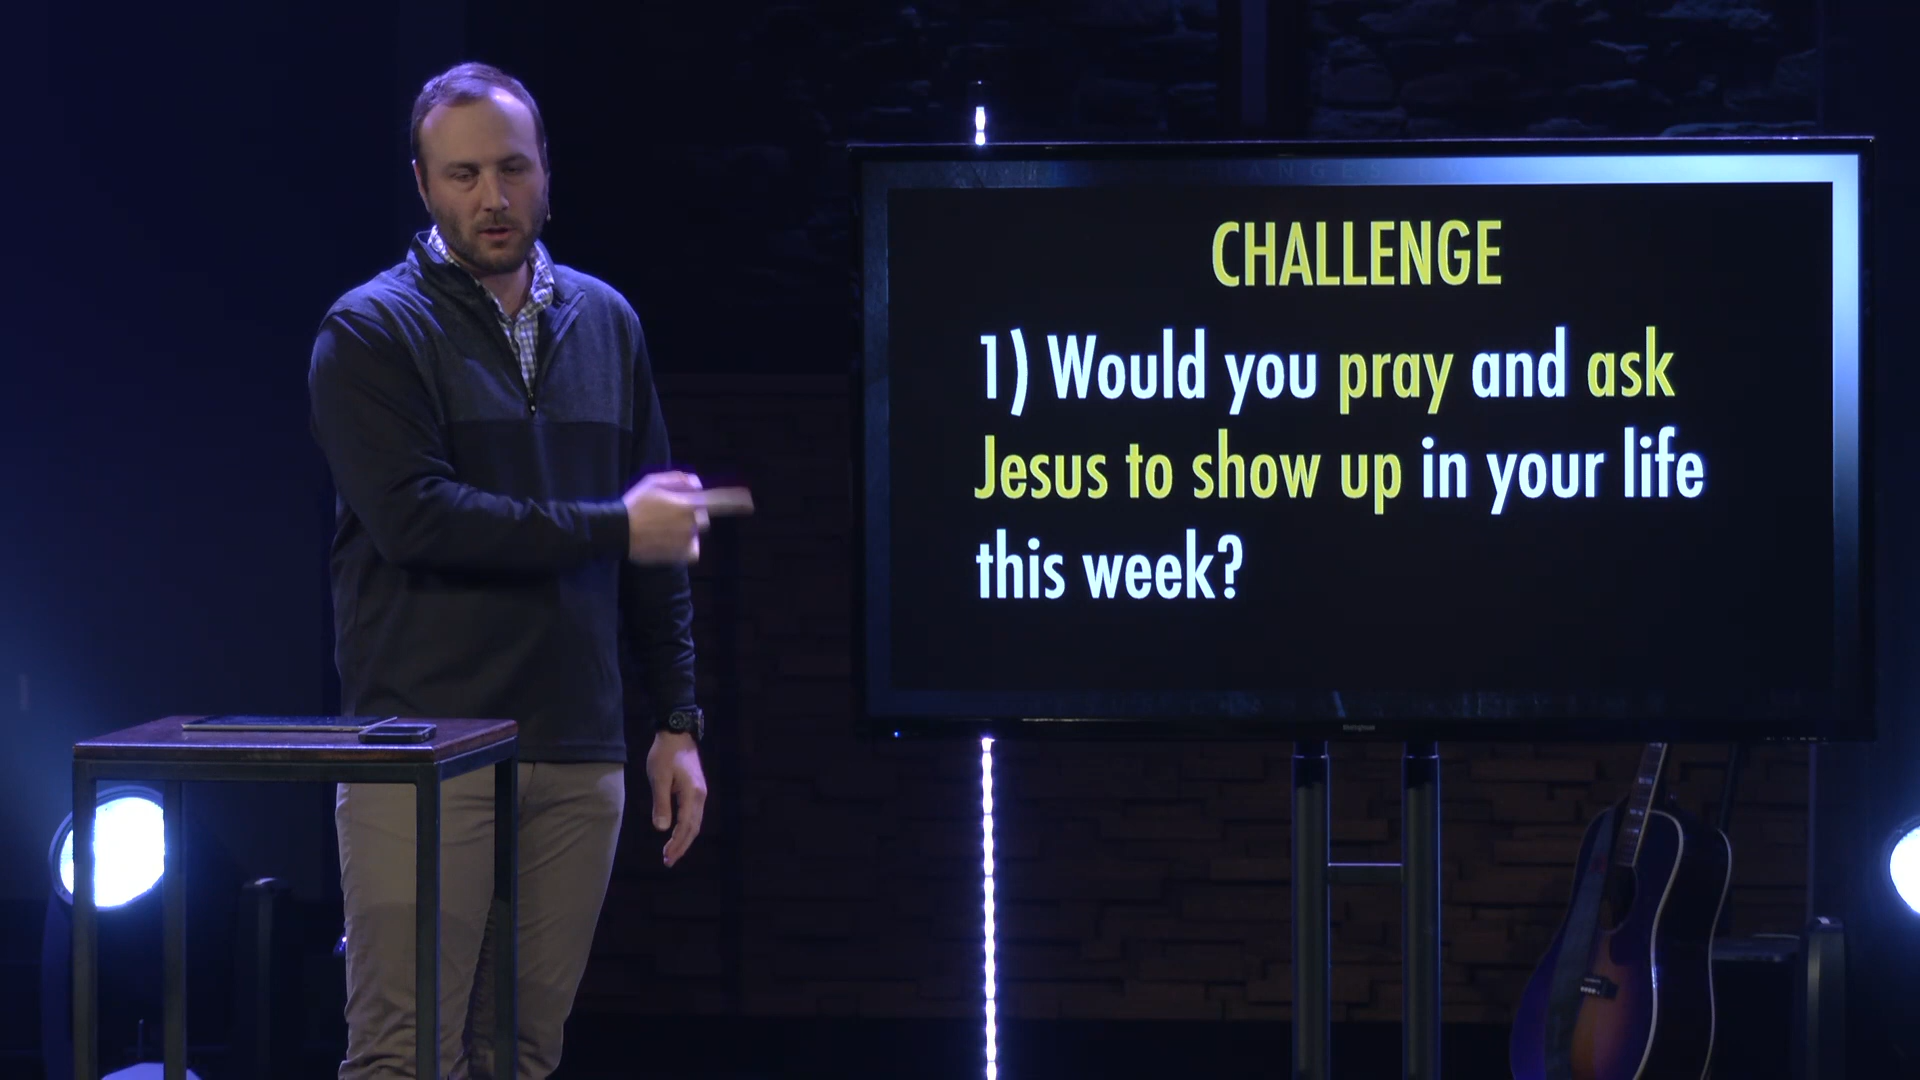 CHALLENGE
1) Would you pray and ask
Jesus to show up in your life
this week?